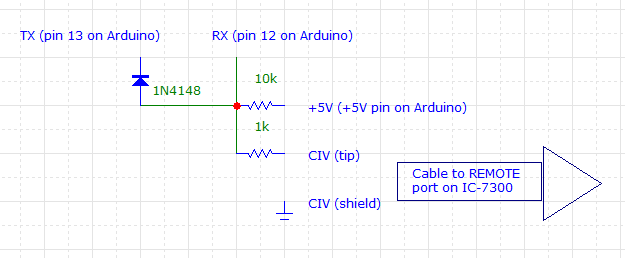 TX (pin 13 on Arduino)
RX (pin 12 on Arduino)
10k
1N4148
+5V (+5V pin on Arduino)
1k
CIV (tip)
Cable to REMOTE
port on IC-7300
CIV (shield)